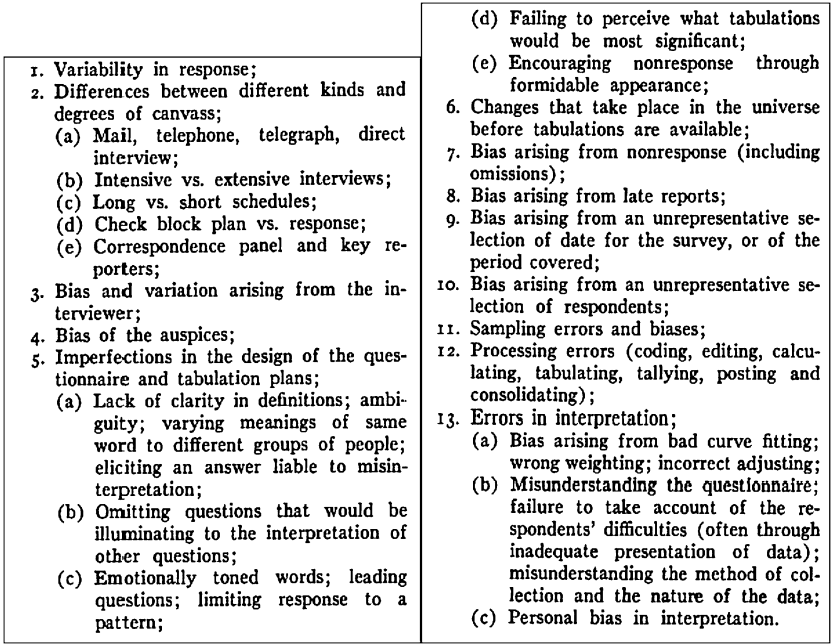 1. Variability in response;
2. Differences between different kinds and
degrees of canvass;
(a) Mail, telephone, telegraph, direct
interview;
(b) Intensive vs. extensive interviews;
(c) Long vs. short schedules;
(d) Check block plan vs. response;
(e) Correspondence panel and key re-
porters;
3. Bias and variation arising from the in-
terviewer;
4. Bias of the auspices;
5. Imperfections in the design of the ques-
tionnaire and tabulation plans;
(a) Lack of clarity in definitions; ambi-
guity; varying meanings of same
word to different groups of people;
eliciting an answer liable to misin-
terpretation;
(b) Omitting questions that would be
illuminating to the interpretation of
other questions;
(c) Emotionally toned words; leading
questions; limiting response to a
pattern;
(d) Failing to perceive what tabulations
would be most significant;
(e) Encouraging nonresponse through
formidable appearance;
6. Changes that take place in the universe
before tabulations are available;
7. Bias arising from nonresponse (including
omissions);
8. Bias arising from late reports;
9. Bias arising from an unrepresentative se-
lection of date for the survey, or of the
period covered;
10. Bias arising from an unrepresentative se-
lection of respondents;
11. Sampling errors and biases;
12. Processing errors (coding, editing, calcu-
lating, tabulating, tallying, posting and
consolidating);
13. Errors in interpretation;
(a) Bias arising from bad curve fitting;
wrong weighting; incorrect adjusting;
(b) Misunderstanding the questionnaire;
failure to take account of the re-
spondents' difficulties (often through
inadequate presentation of data);
misunderstanding the method of col-
lection and the nature of the data;
(c) Personal bias in interpretation.